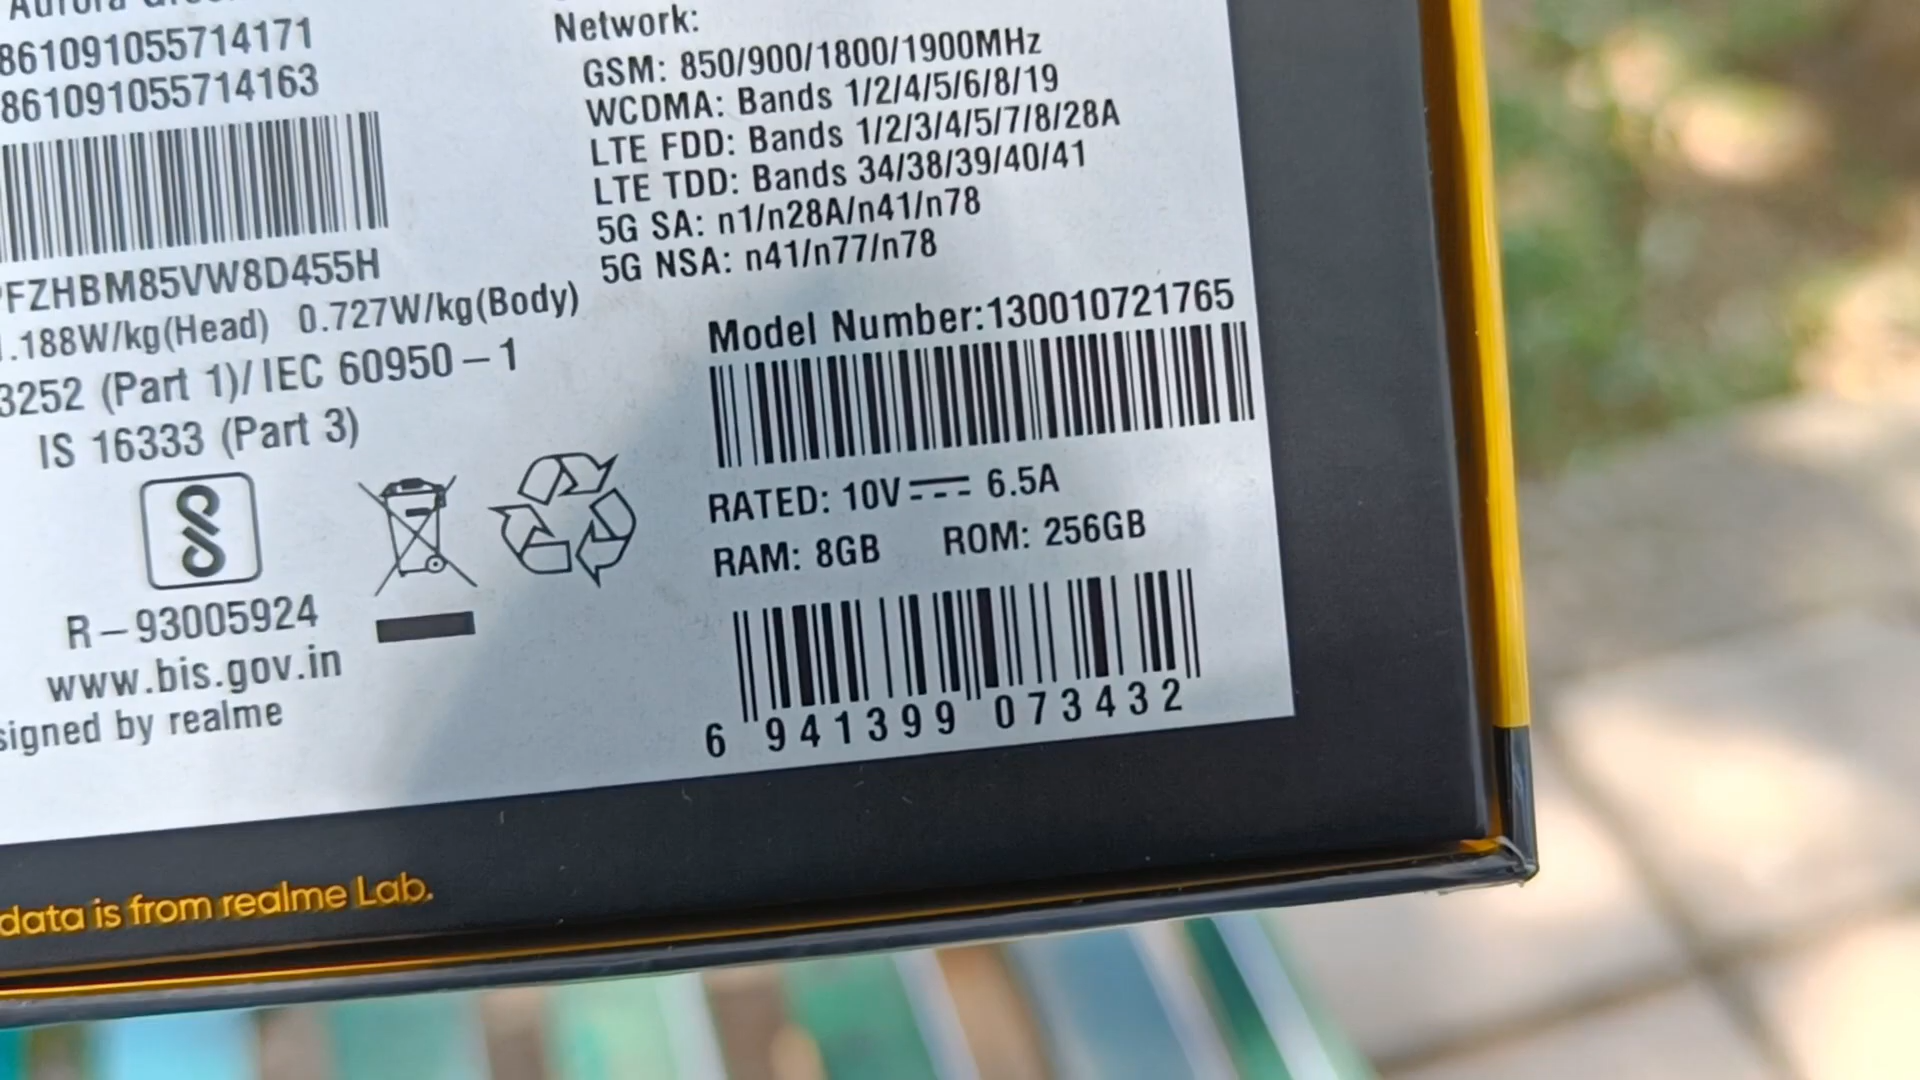 861091055714171
861091055714163
FZHBM85VW8D455H
.188W/kg(Head) 0.727W/kg(Body)
3252 (Part 1)/ IEC 60950 – 1
IS 16333 (Part 3)
R – 93005924
www.bis.gov.in
signed by realme
Network:
GSM: 850/900/1800/1900MHz
WCDMA: Bands 1/2/4/5/6/8/19
LTE FDD: Bands 1/2/3/4/5/7/8/28A
LTE TDD: Bands 34/38/39/40/41
5G SA: n1/n28A/n41/n78
5G NSA: n41/n77/n78
Model Number:130010721765
RATED: 10V⎓6.5A
RAM: 8GB ROM: 256GB
6 941399 073432
data is from realme Lab.